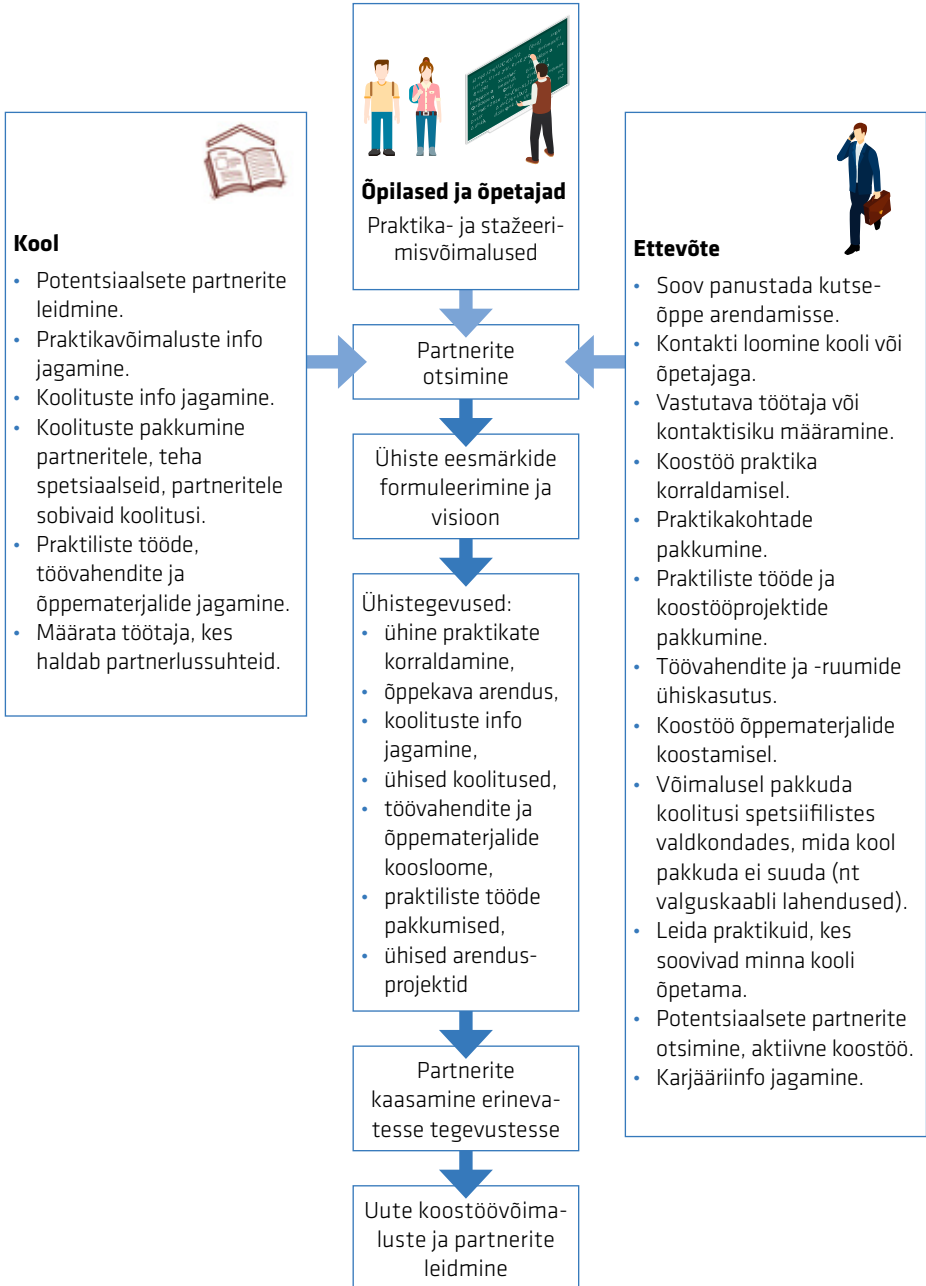 Õpilased ja õpetajad
Praktika- ja stažeeri-
misvõimalused
Kool
• Potentsiaalsete partnerite
leidmine.
• Praktikavõimaluste info
jagamine.
• Koolituste info jagamine.
• Koolituste pakkumine
partneritele, teha
spetsiaalseid, partneritele
sobivaid koolitusi.
• Praktiliste tööde,
töövahendite ja
õppematerjalide jagamine.
• Määrata töötaja, kes
haldab partnerlussuhteid.
Partnerite
otsimine
Ühiste eesmärkide
formuleerimine ja
visioon
Ühistegevused:
• ühine praktikate
korraldamine,
• õppekava arendus,
• koolituste info
jagamine,
• ühised koolitused,
• töövahendite ja
õppematerjalide
koosloome,
• praktiliste tööde
pakkumised,
• ühised arendus-
projektid
Partnerite
kaasamine erineva-
tesse tegevustesse
Uute koostöövõima-
luste ja partnerite
leidmine
Ettevõte
• Soov panustada kutse-
õppe arendamisse.
• Kontakti loomine kooli või
õpetajaga.
• Vastutava töötaja või
kontaktisiku määramine.
• Koostöö praktika
korraldamisel.
• Praktikakohtade
pakkumine.
• Praktiliste tööde ja
koostööprojektide
pakkumine.
• Töövahendite ja -ruumide
ühiskasutus.
• Koostöö õppematerjalide
koostamisel.
• Võimalusel pakkuda
koolitusi spetsiifilistes
valdkondades, mida kool
pakkuda ei suuda (nt
valguskaabli lahendused).
• Leida praktikuid, kes
soovivad minna kooli
õpetama.
• Potentsiaalsete partnerite
otsimine, aktiivne koostöö.
• Karjääriinfo jagamine.